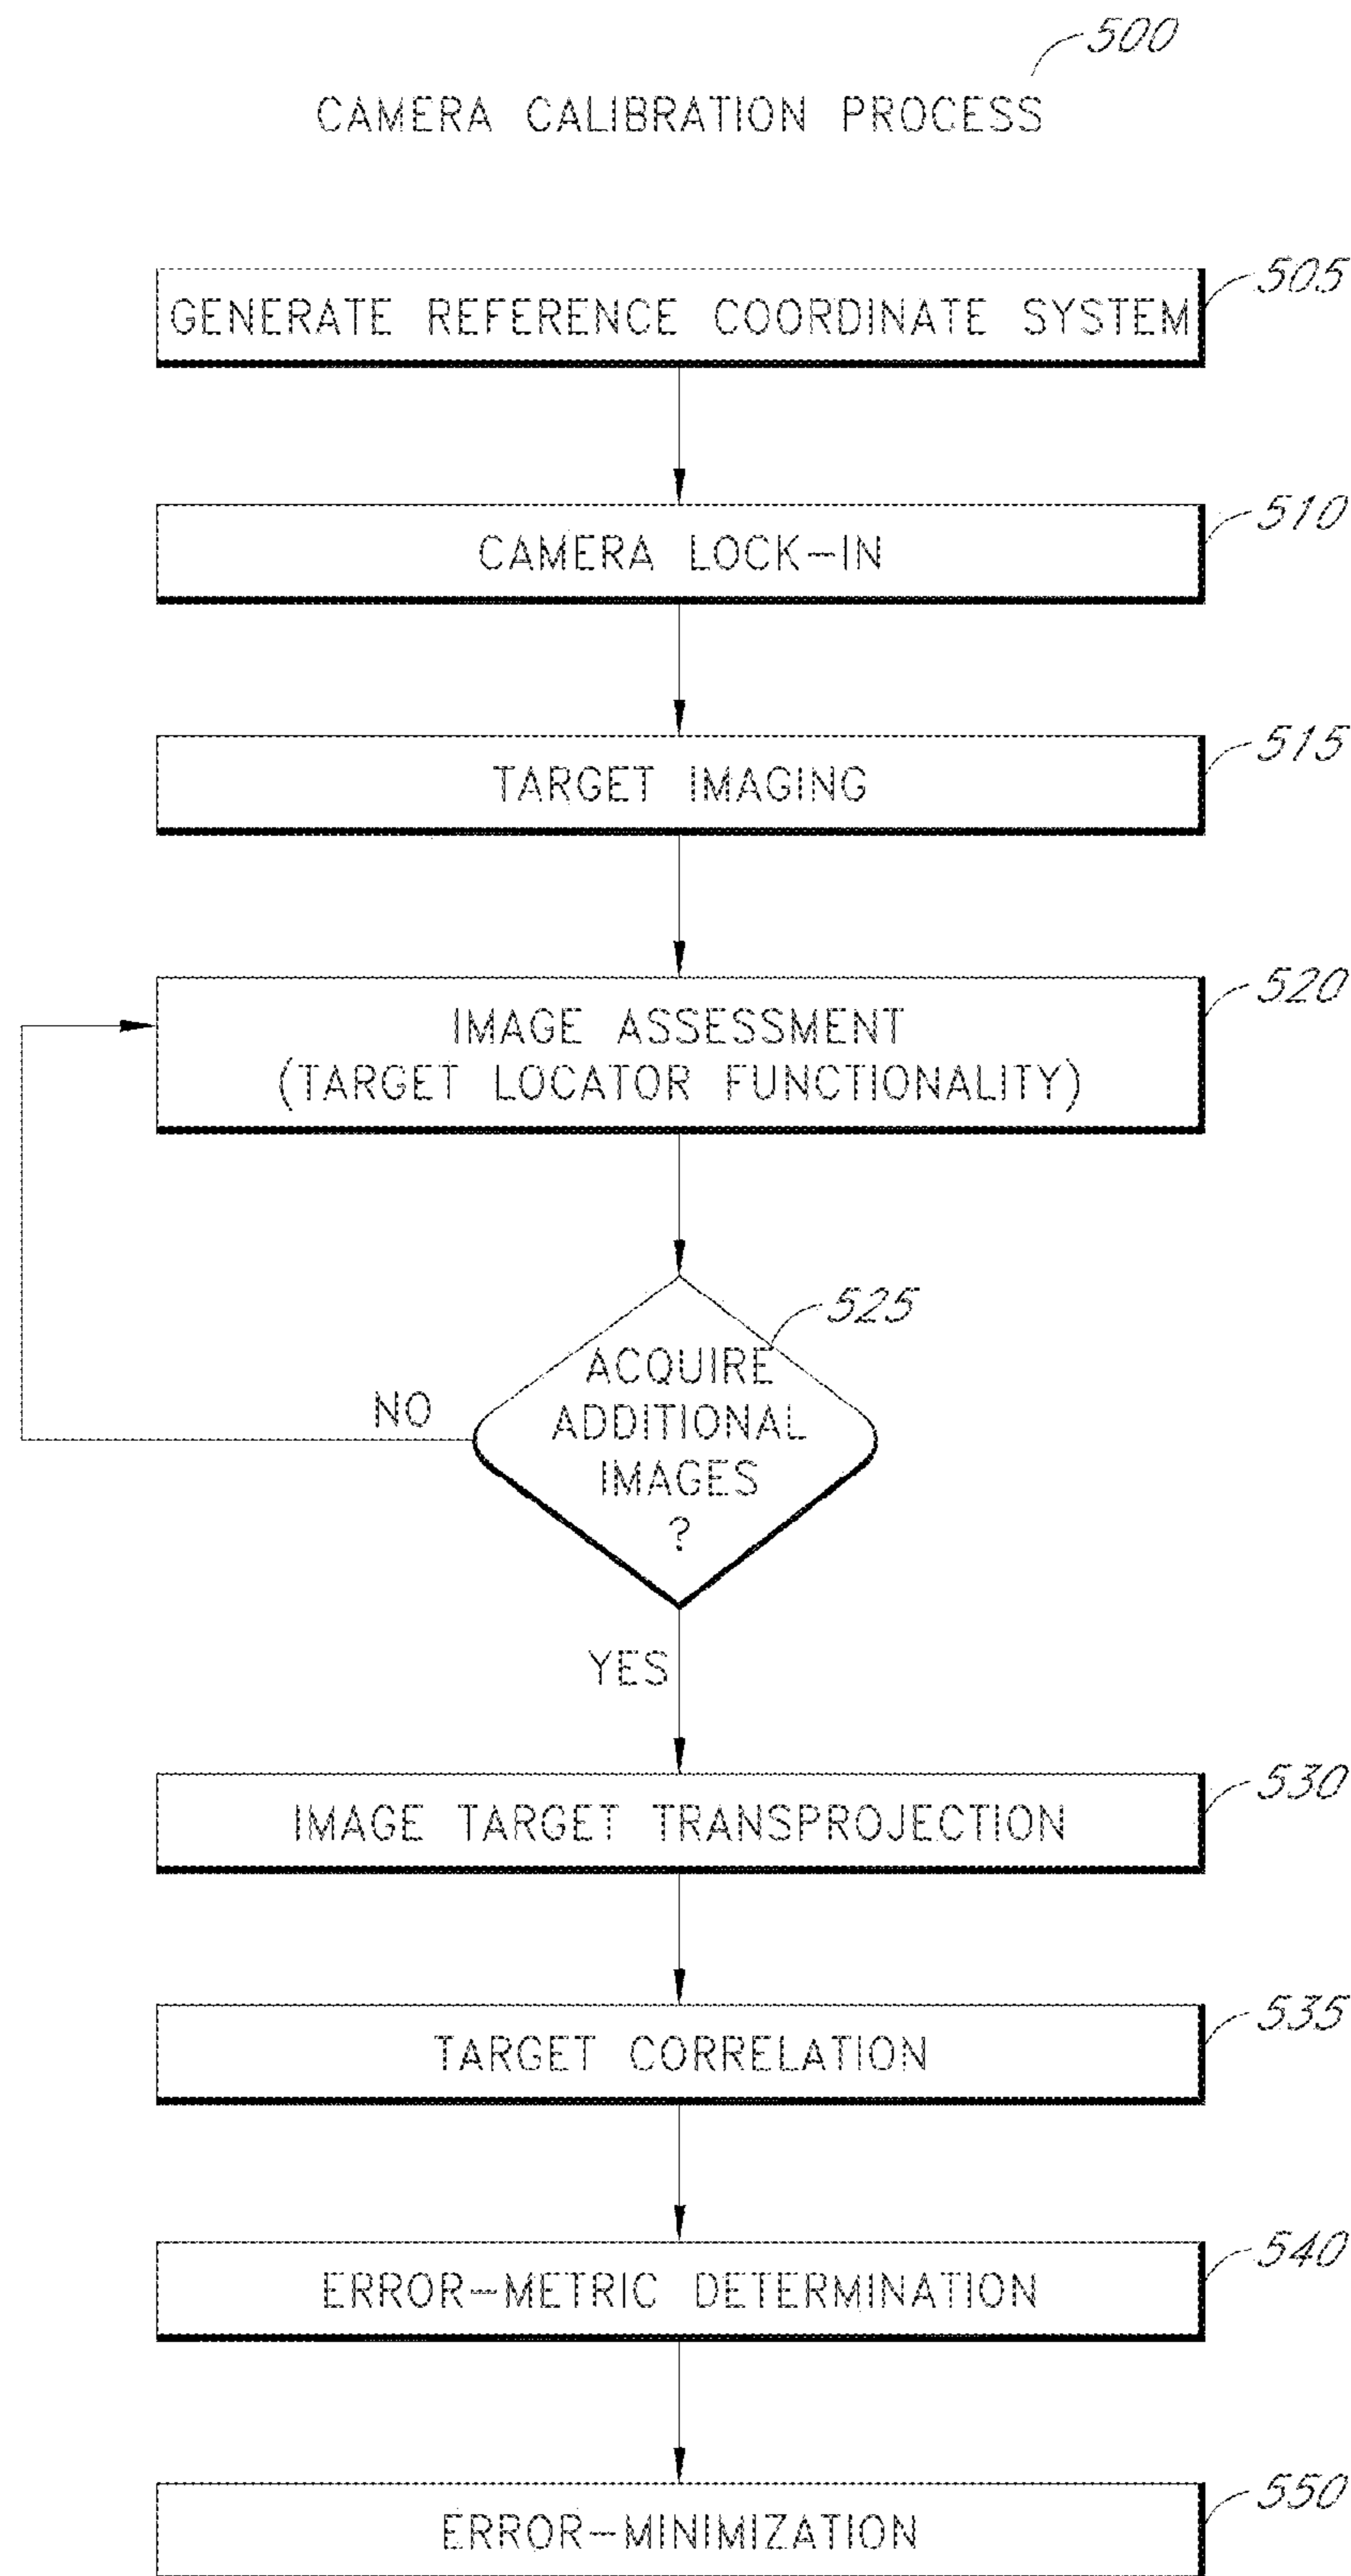 500
CAMERA CALIBRATION PROCESS
505
GENERATE REFERENCE COORDINATE SYSTEM
510
CAMERA LOCK-IN
515
TARGET IMAGING
520
IMAGE ASSESSMENT
(TARGET LOCATOR FUNCTIONALITY)
525
ACQUIRE
ADDITIONAL
IMAGES
?
NO
YES
530
IMAGE TARGET TRANSPROJECTION
535
TARGET CORRELATION
540
ERROR-METRIC DETERMINATION
550
ERROR-MINIMIZATION